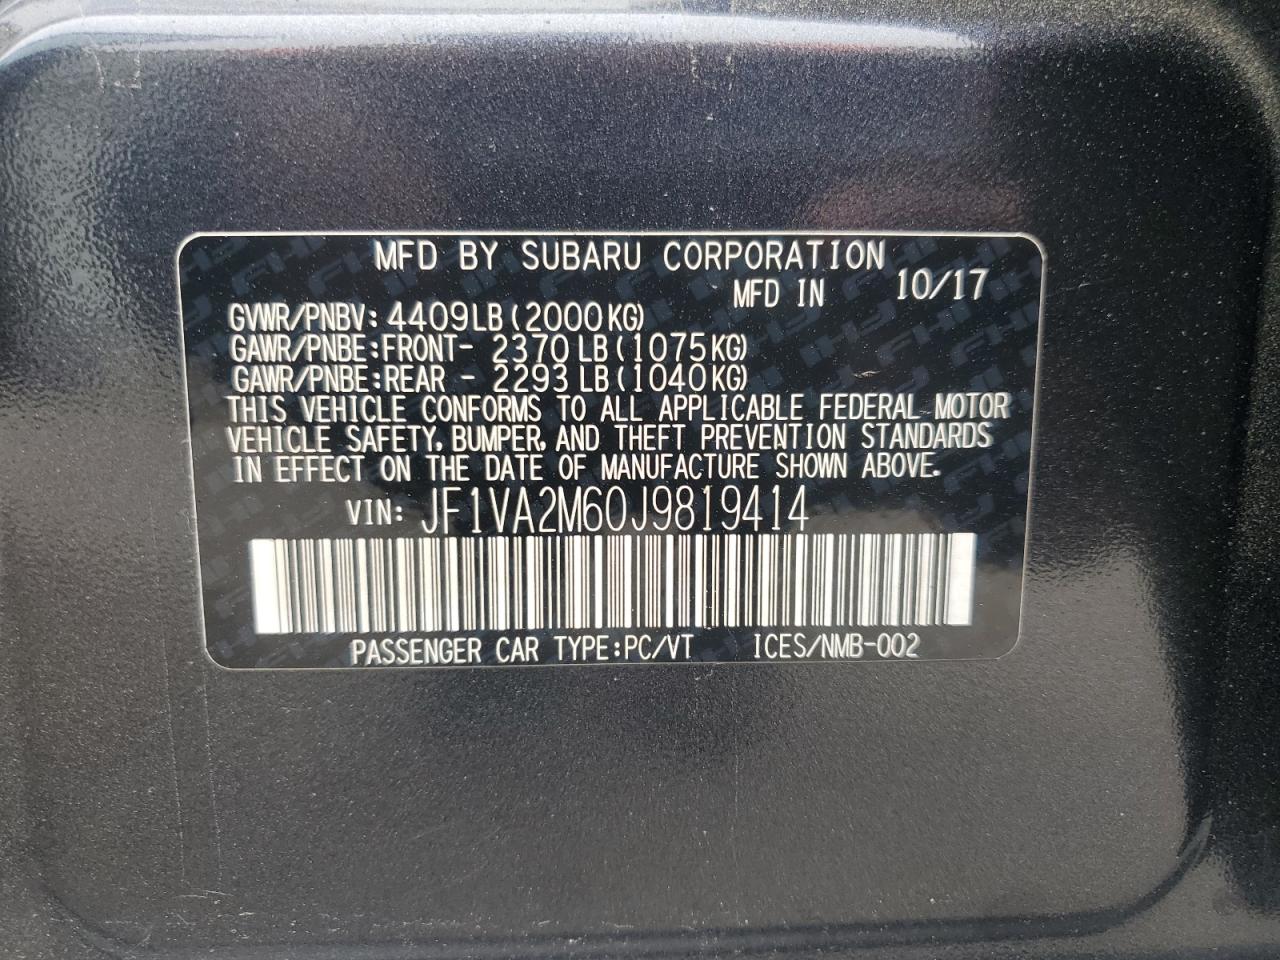 MFD BY SUBARU CORPORATION
MFD IN 10/17
GVWR/PNBV: 4409LB(2000KG)
GAWR/PNBE:FRONT- 2370LB(1075KG)
GAWR/PNBE:REAR - 2293LB(1040KG)
THIS VEHICLE CONFORMS TO ALL APPLICABLE FEDERAL MOTOR
VEHICLE SAFETY, BUMPER, AND THEFT PREVENTION STANDARDS
IN EFFECT ON THE DATE OF MANUFACTURE SHOWN ABOVE.
VIN: JF1VA2M60J9819414
PASSENGER CAR TYPE:PC/VT ICES/NMB-002